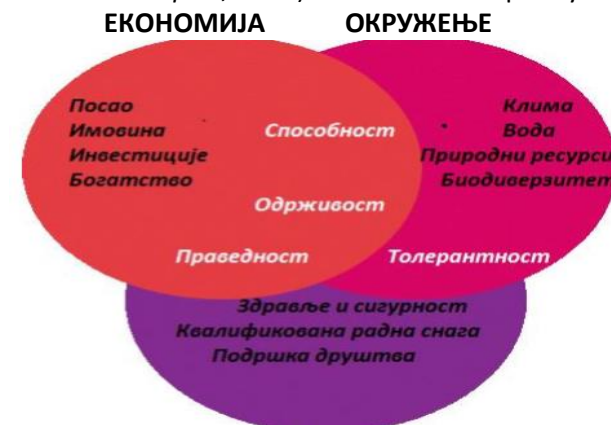 ЕКОНОМИЈА ОКРУЖЕЊЕ
Посао
Имовина
Инвестиције
Богатство
Способност
Одрживост
Праведност
Клима
Вода
Природни ресурси
Биодиверзитет
Толерантност
Здравље и сигурност
Квалификована радна снага
Подршка друштва